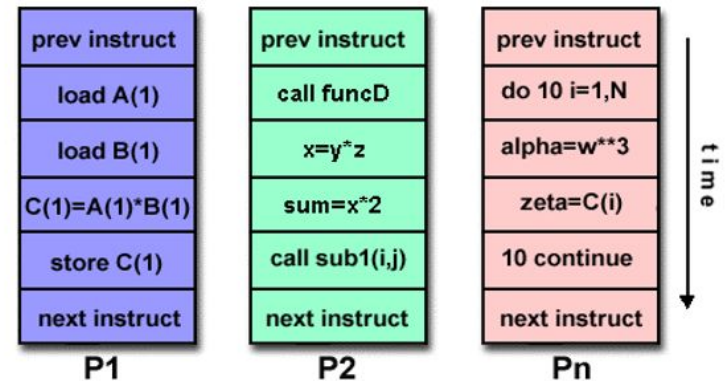 prev instruct
load A(1)
load B(1)
C(1)=A(1)*B(1)
store C(1)
next instruct
P1
prev instruct
call funcD
x=y*z
sum=x*2
call sub1(i,j)
next instruct
P2
prev instruct
do 10 i=1,N
alpha=w**3
zeta=C(i)
10 continue
next instruct
Pn
time